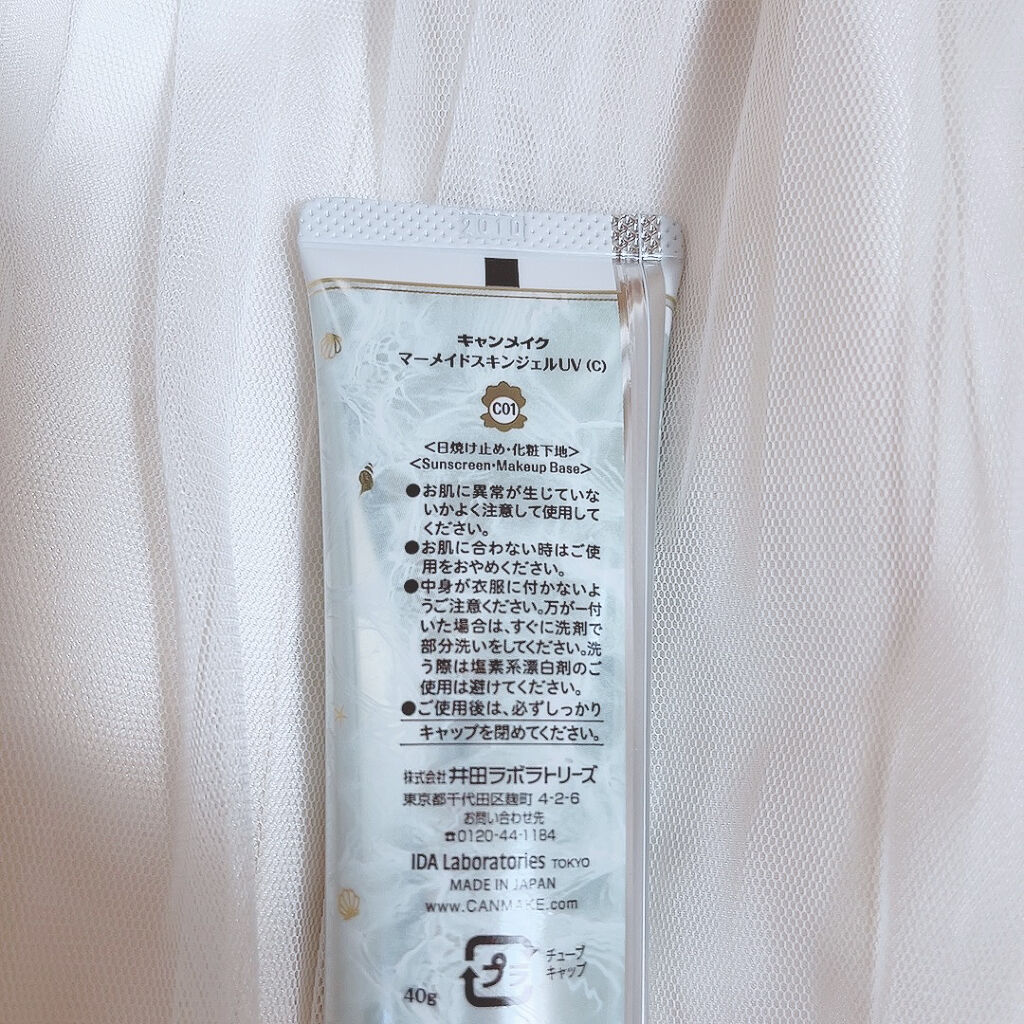 2010
キャンメイク
マーメイドスキンジェルUV (C)
C01
<日焼け止め・化粧下地>
<Sunscreen・Makeup Base>
●お肌に異常が生じていな
いかよく注意して使用して
ください。
●お肌に合わない時はご使
用をおやめください。
●中身が衣服に付かないよ
うご注意ください。万が一付
いた場合は、すぐに洗剤で
部分洗いをしてください。洗
う際は塩素系漂白剤のご
使用は避けてください。
●ご使用後は、必ずしっかり
キャップを閉めてください。
株式会社 井田ラボラトリーズ
東京都千代田区麹町 4-2-6
お問い合わせ先
☎0120-44-1184
IDA Laboratories TOKYO
MADE IN JAPAN
www.CANMAKE.com
プラ
チューブ
キャップ
40g